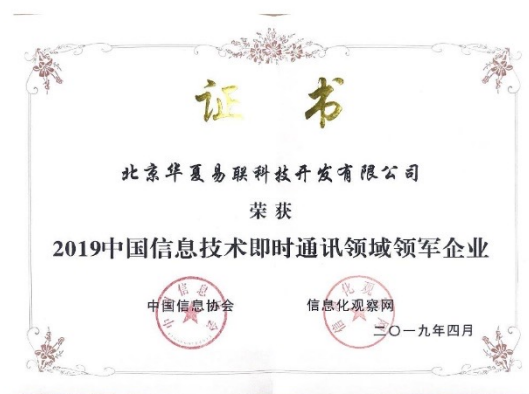 证 书
北京华夏易联科技开发有限公司
荣 获
2019中国信息技术即时通讯领域领军企业
中国信息协会 信息化观察网
二〇一九年四月